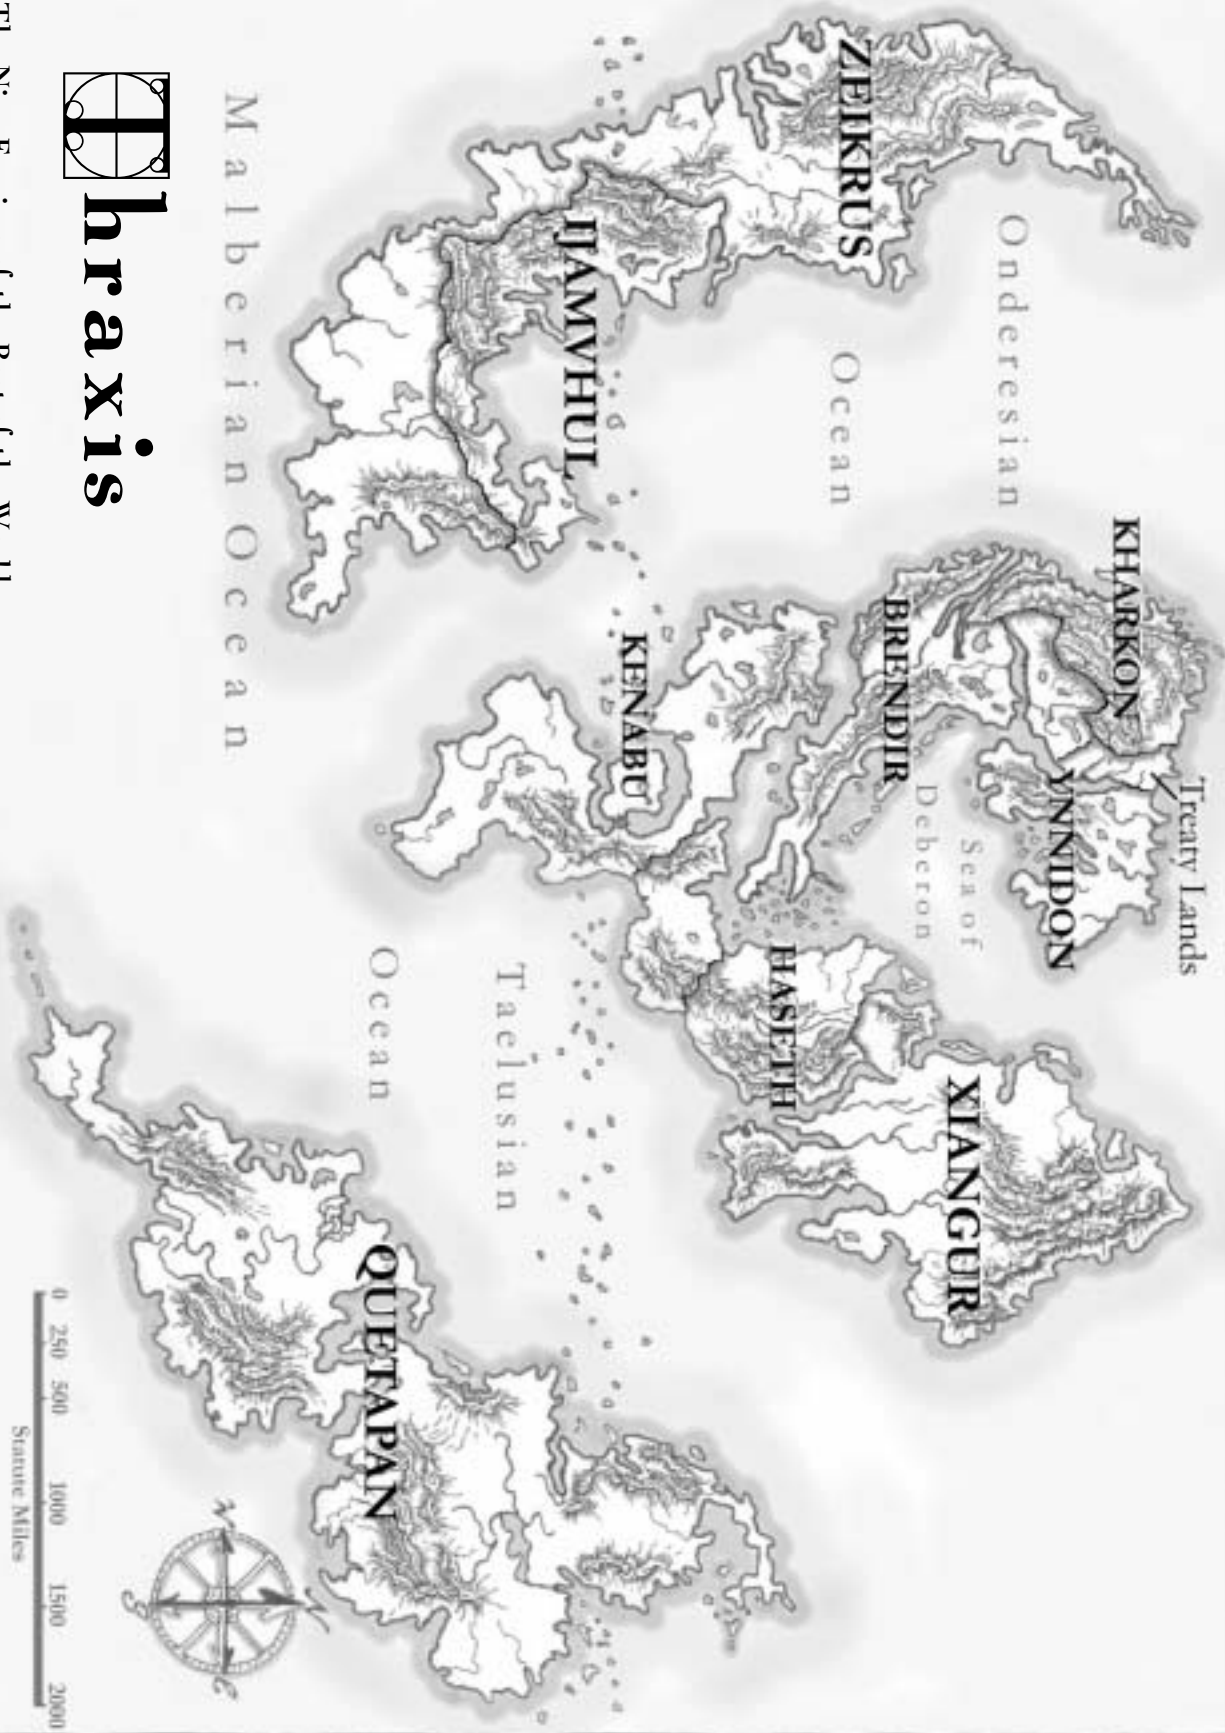 Thraxis
Treaty Lands
KHARKON
YNNIDON
Onderesian
Ocean
Sea of
Deberon
ZEIKRUS
BRENDIR
XIANGUR
HASETH
KENABU
IJAMVHUL
Taelusian
Ocean
QUETAPAN
Malberian Ocean
0 250 500 1000 1500 2000
Statute Miles